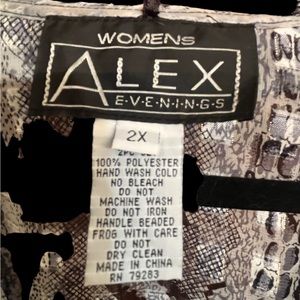 WOMENS
ALEX
EVENINGS
2X
100% POLYESTER
HAND WASH COLD
NO BLEACH
DO NOT
MACHINE WASH
DO NOT IRON
HAND BEADED
FROG WITH CARE
DO NOT
DRY CLEAN
MADE IN CHINA
RN 79283